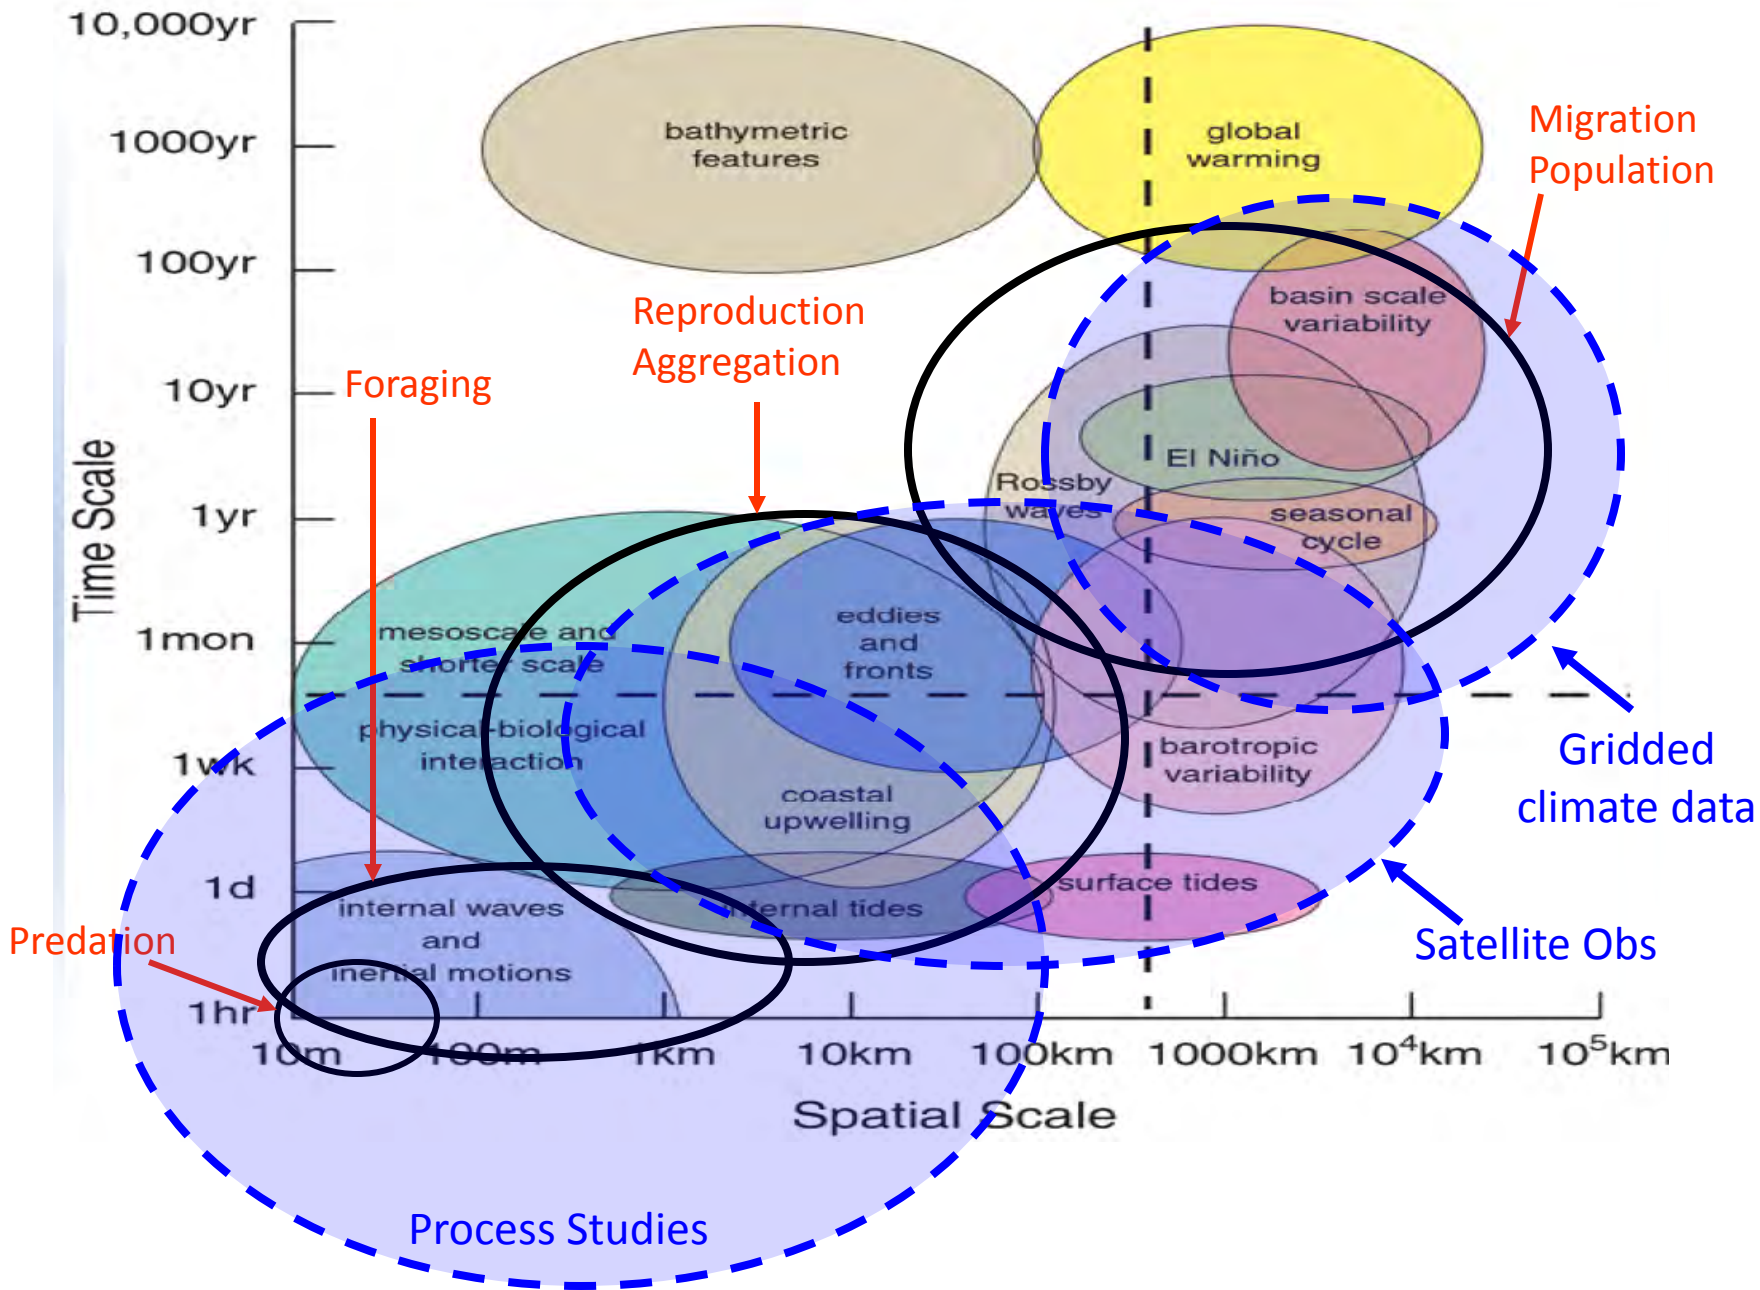 10,000yr
1000yr
100yr
10yr
1yr
1mon
1wk
1d
1hr
Time Scale
bathymetric
features
global
warming
Migration
Population
basin scale
variability
Reproduction
Aggregation
Foraging
El Niño
Rossby
waves
seasonal
cycle
eddies
and
fronts
mesoscale and
shorter scale
physical-biological
interaction
barotropic
variability
Gridded
climate data
coastal
upwelling
surface tides
internal waves
and
inertial motions
internal tides
Predation
Satellite Obs
10m
100m
1km
10km
100km
1000km
10⁴km
10⁵km
Spatial Scale
Process Studies